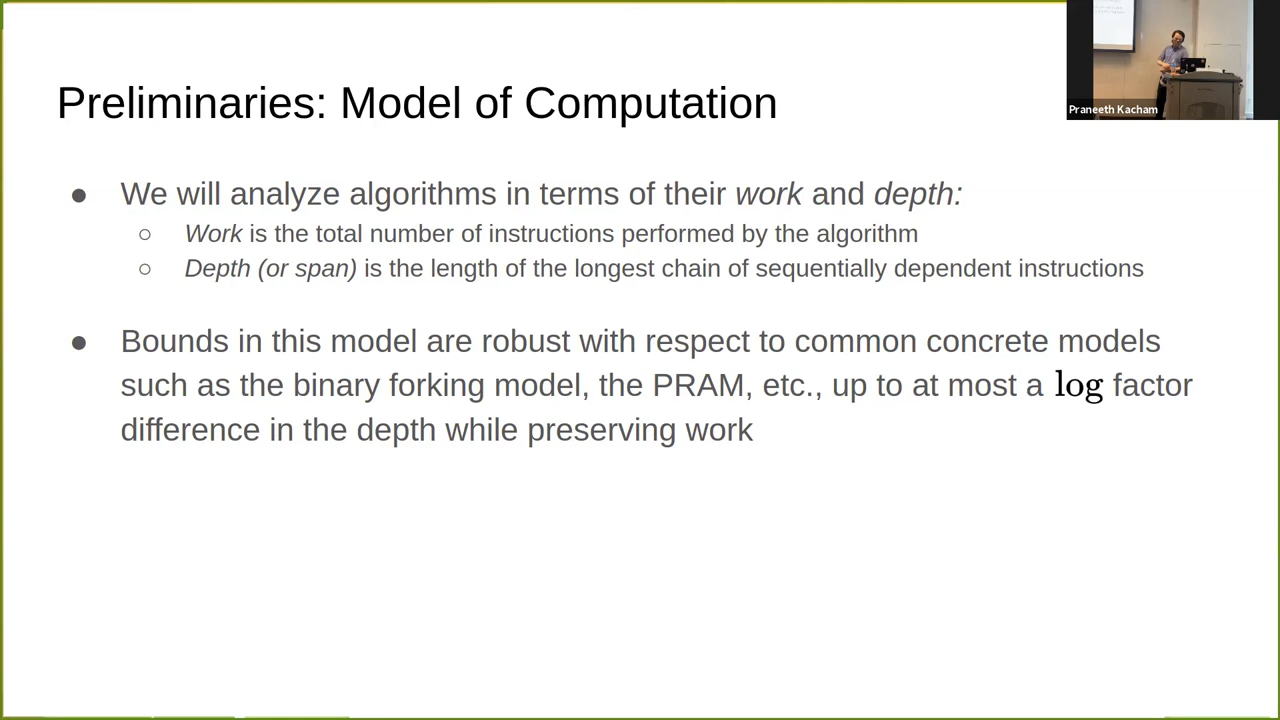 Praneeth Kacham
Preliminaries: Model of Computation
● We will analyze algorithms in terms of their work and depth:
○ Work is the total number of instructions performed by the algorithm
○ Depth (or span) is the length of the longest chain of sequentially dependent instructions
● Bounds in this model are robust with respect to common concrete models
such as the binary forking model, the PRAM, etc., up to at most a log factor
difference in the depth while preserving work